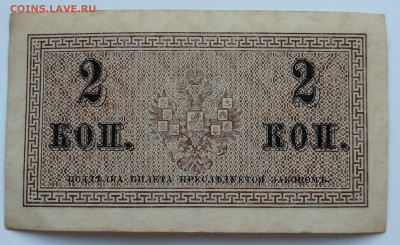 COINS.LAVE.RU
2 2
КОП. КОП.
ПОДДѢЛКА БИЛЕТА ПРЕСЛѢДУЕТСЯ ЗАКОНОМЪ.